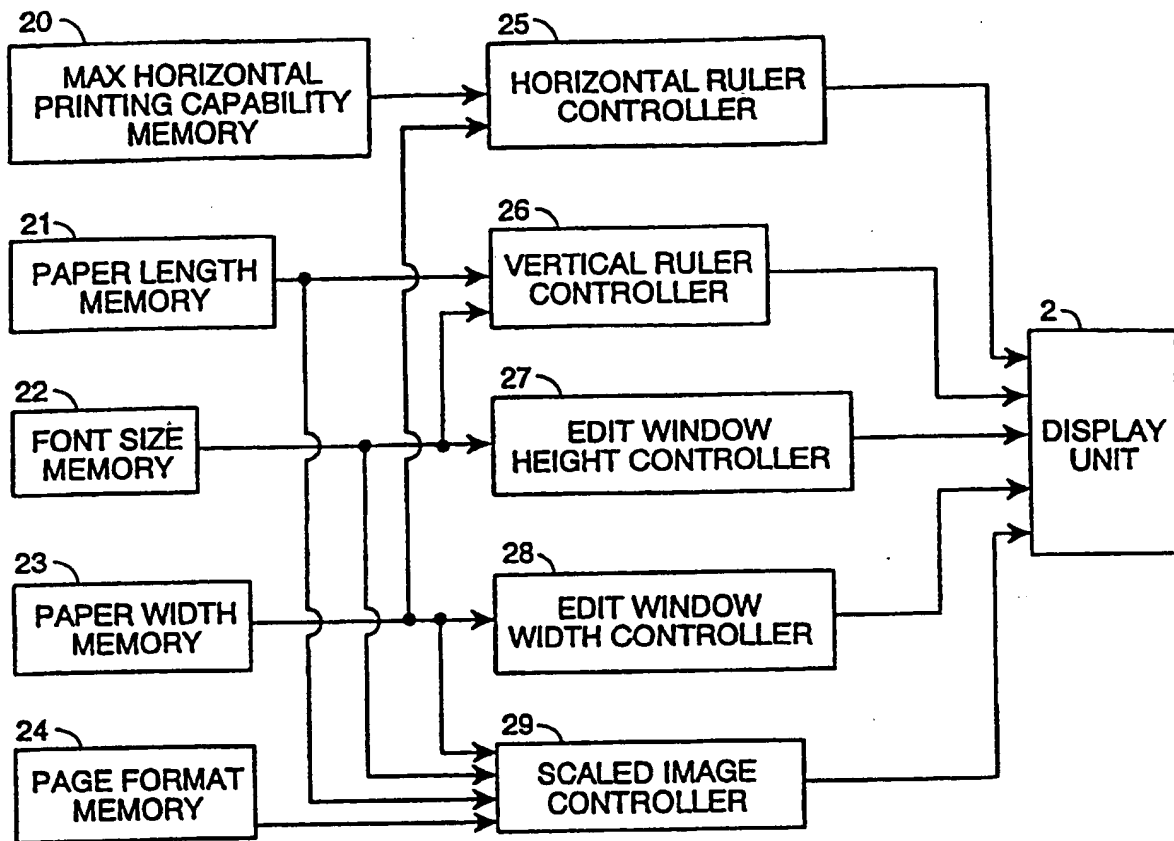 20
MAX HORIZONTAL
PRINTING CAPABILITY
MEMORY
25
HORIZONTAL RULER
CONTROLLER
21
PAPER LENGTH
MEMORY
26
VERTICAL RULER
CONTROLLER
2
DISPLAY
UNIT
22
FONT SIZE
MEMORY
27
EDIT WINDOW
HEIGHT CONTROLLER
23
PAPER WIDTH
MEMORY
28
EDIT WINDOW
WIDTH CONTROLLER
24
PAGE FORMAT
MEMORY
29
SCALED IMAGE
CONTROLLER